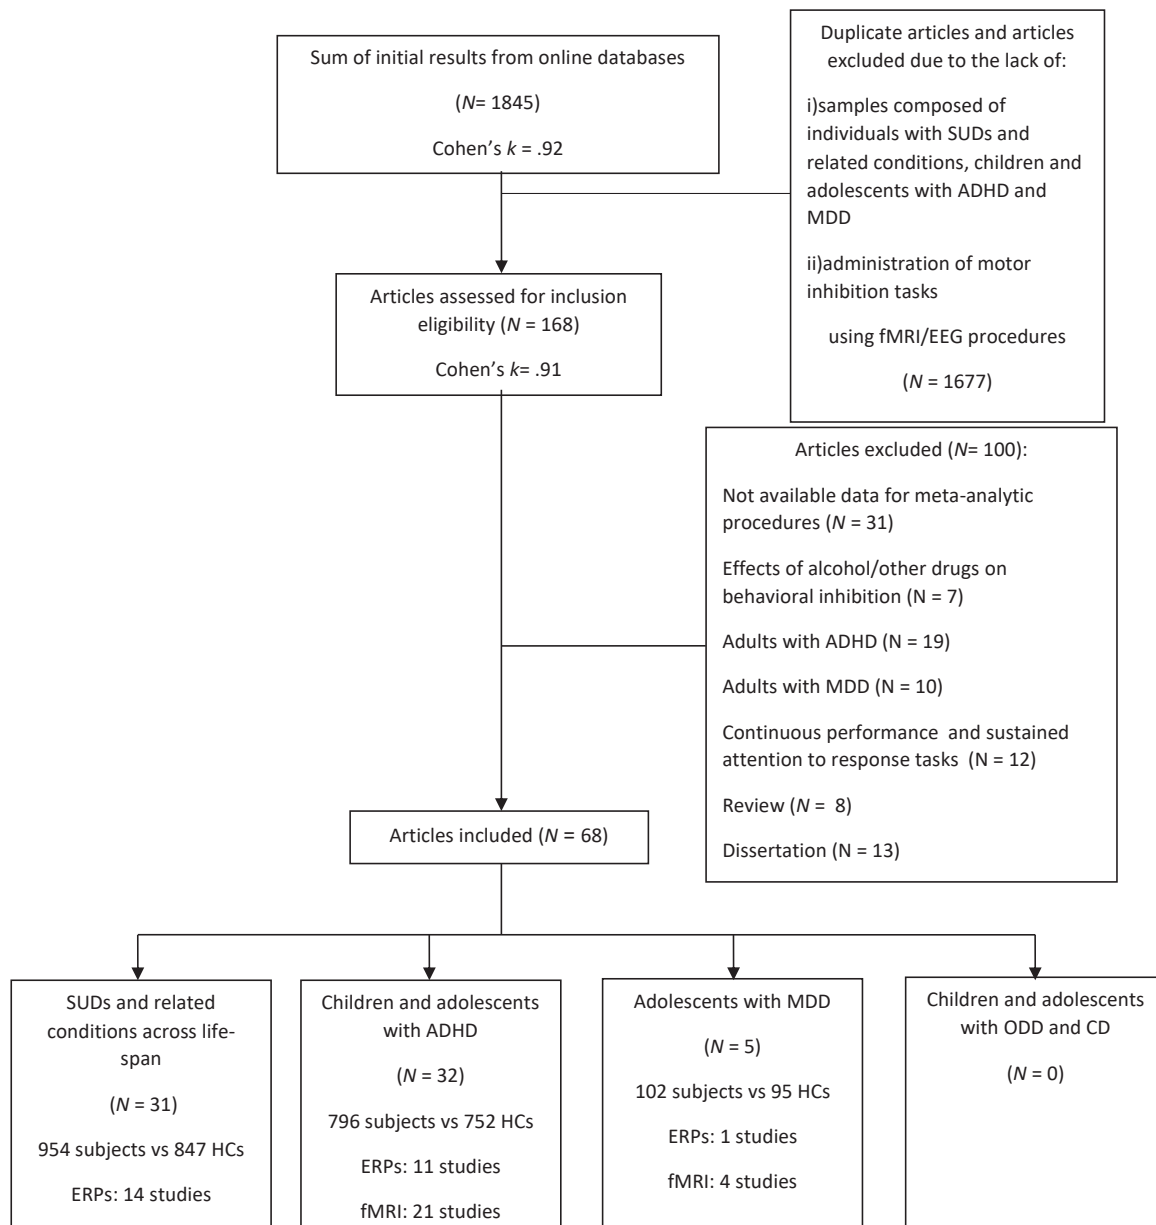 Sum of initial results from online databases
(N= 1845)
Cohen’s k = .92
Duplicate articles and articles
excluded due to the lack of:
i)samples composed of
individuals with SUDs and
related conditions, children and
adolescents with ADHD and
MDD
ii)administration of motor
inhibition tasks
using fMRI/EEG procedures
(N = 1677)
Articles assessed for inclusion
eligibility (N = 168)
Cohen’s k= .91
Articles excluded (N= 100):
Not available data for meta-analytic
procedures (N = 31)
Effects of alcohol/other drugs on
behavioral inhibition (N = 7)
Adults with ADHD (N = 19)
Adults with MDD (N = 10)
Continuous performance and sustained
attention to response tasks (N = 12)
Review (N = 8)
Dissertation (N = 13)
Articles included (N = 68)
SUDs and related
conditions across life-
span
(N = 31)
954 subjects vs 847 HCs
ERPs: 14 studies
Children and adolescents
with ADHD
(N = 32)
796 subjects vs 752 HCs
ERPs: 11 studies
fMRI: 21 studies
Adolescents with MDD
(N = 5)
102 subjects vs 95 HCs
ERPs: 1 studies
fMRI: 4 studies
Children and adolescents
with ODD and CD
(N = 0)